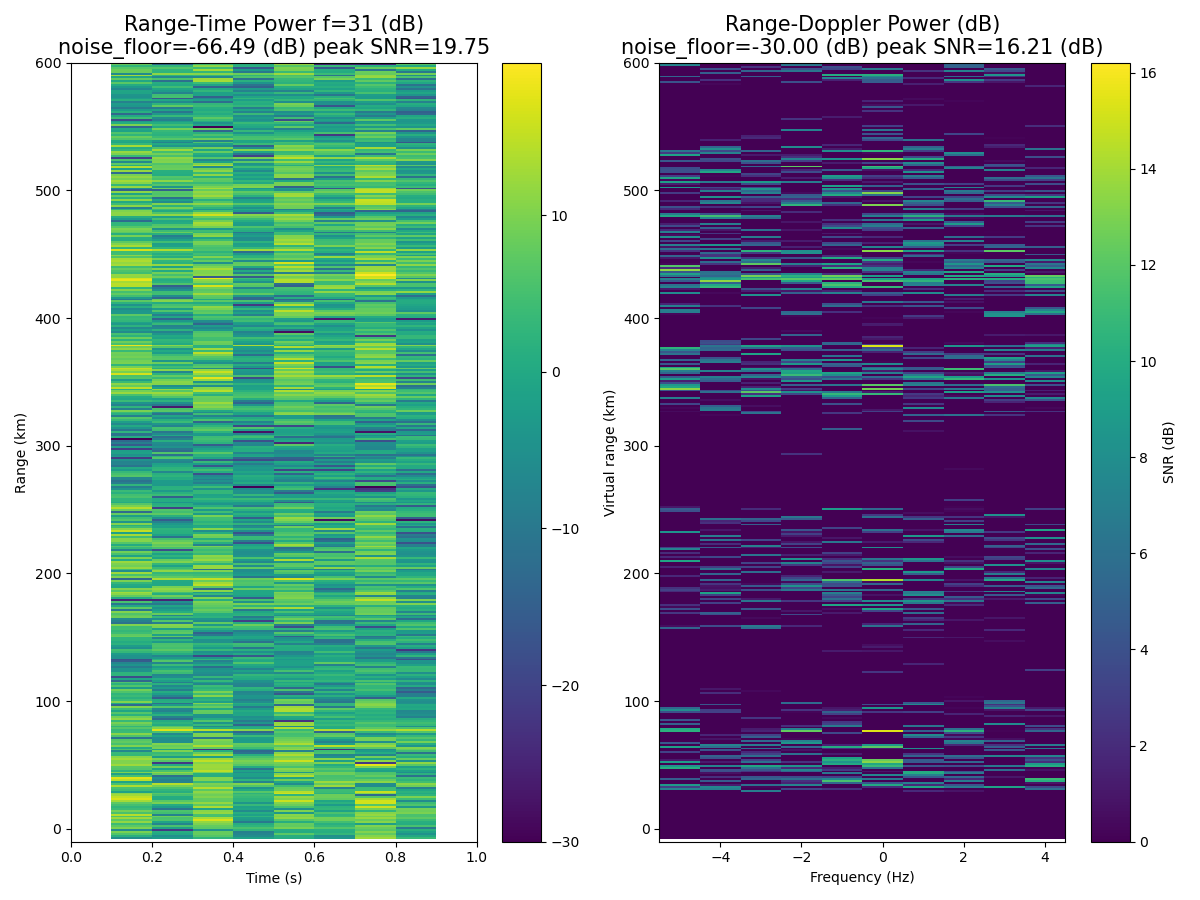 Range-Time Power f=31 (dB)
noise_floor=-66.49 (dB) peak SNR=19.75
Range-Doppler Power (dB)
noise_floor=-30.00 (dB) peak SNR=16.21 (dB)
Range (km)
600
500
400
300
200
100
0
0.0 0.2 0.4 0.6 0.8 1.0
Time (s)
10
0
−10
−20
−30
Virtual range (km)
600
500
400
300
200
100
0
−4 −2 0 2 4
Frequency (Hz)
16
14
12
10
8
6
4
2
0
SNR (dB)